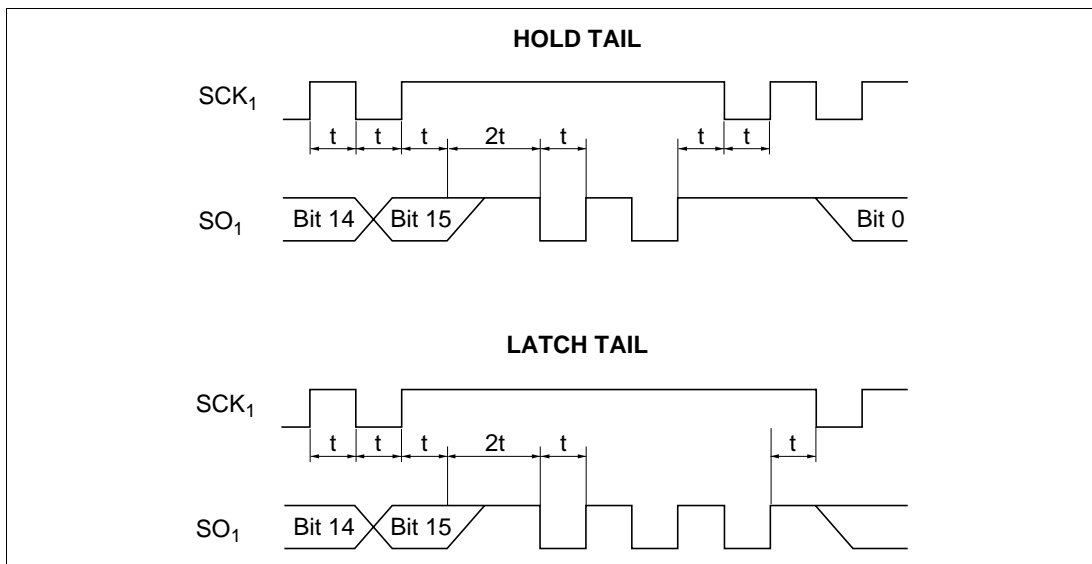 HOLD TAIL
SCK1
t t t 2t t t t
SO1
Bit 14 Bit 15 Bit 0
LATCH TAIL
SCK1
t t t 2t t t
SO1
Bit 14 Bit 15